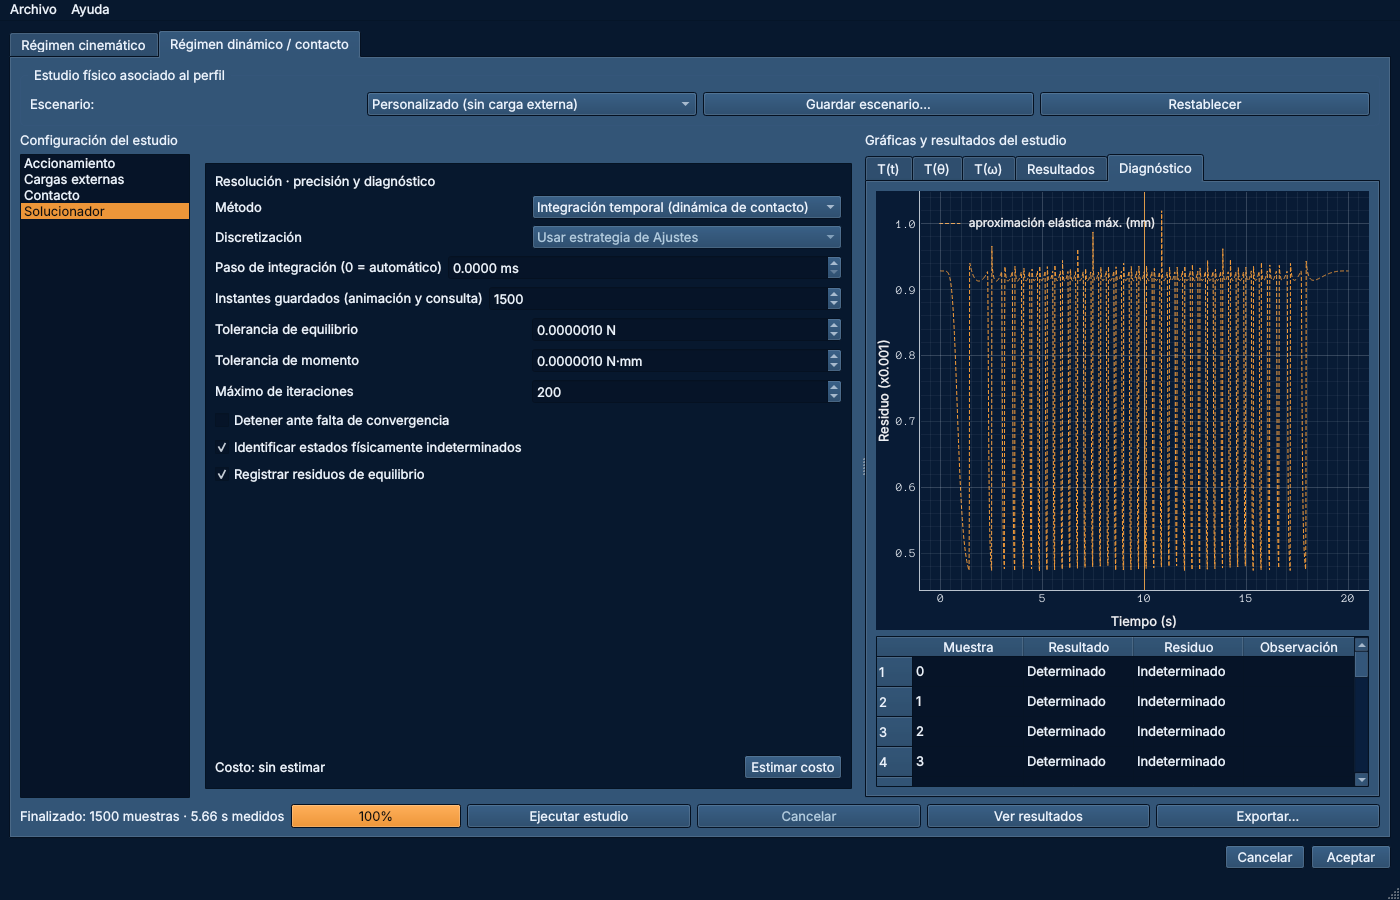 Archivo Ayuda
Régimen cinemático Régimen dinámico / contacto
Estudio físico asociado al perfil
Escenario: Personalizado (sin carga externa) Guardar escenario... Restablecer
Configuración del estudio
Accionamiento
Cargas externas
Contacto
Solucionador
Resolución · precisión y diagnóstico
Método Integración temporal (dinámica de contacto)
Discretización Usar estrategia de Ajustes
Paso de integración (0 = automático) 0.0000 ms
Instantes guardados (animación y consulta) 1500
Tolerancia de equilibrio 0.0000010 N
Tolerancia de momento 0.0000010 N·mm
Máximo de iteraciones 200
Detener ante falta de convergencia
Identificar estados físicamente indeterminados
Registrar residuos de equilibrio
Costo: sin estimar Estimar costo
Gráficas y resultados del estudio
T(t) T(θ) T(ω) Resultados Diagnóstico
aproximación elástica máx. (mm)
Residuo (x0.001)
1.0
0.9
0.8
0.7
0.6
0.5
0 5 10 15 20
Tiempo (s)
Muestra Resultado Residuo Observación
1 0 Determinado Indeterminado
2 1 Determinado Indeterminado
3 2 Determinado Indeterminado
4 3 Determinado Indeterminado
Finalizado: 1500 muestras · 5.66 s medidos 100% Ejecutar estudio Cancelar Ver resultados Exportar...
Cancelar Aceptar